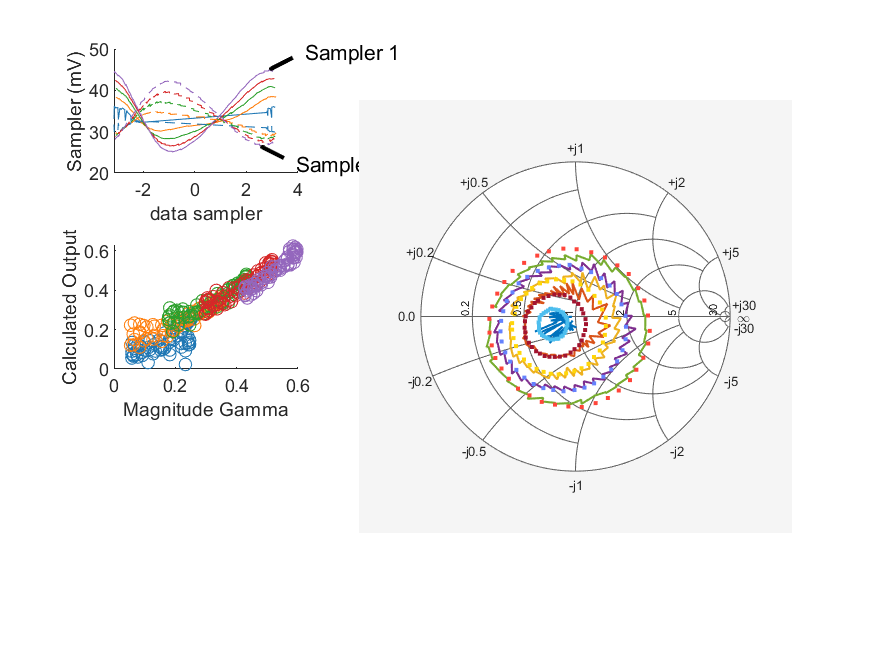 Sampler 1
Sampler (mV)
50
40
30
20
-2
0
2
4
data sampler
Calculated Output
0.6
0.4
0.2
0
0
0.2
0.4
0.6
Magnitude Gamma
+j1
+j0.5
+j2
+j0.2
+j5
0.0
0.2
0.5
1
2
5
30
+j30
∞
-j30
-j0.2
-j5
-j0.5
-j2
-j1